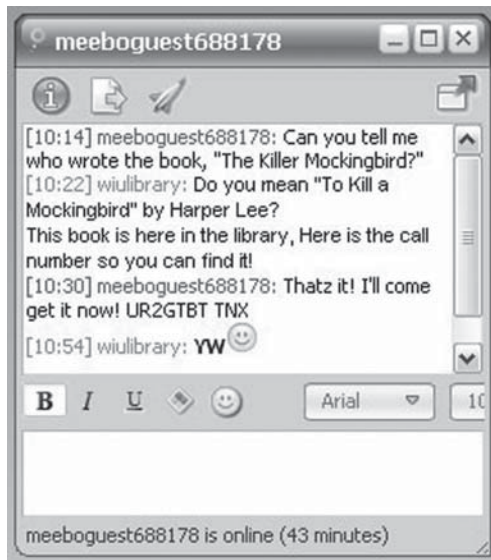 meeboguest688178
[10:14] meeboguest688178: Can you tell me
who wrote the book, "The Killer Mockingbird?"
[10:22] wiulibrary: Do you mean "To Kill a
Mockingbird" by Harper Lee?
This book is here in the library, Here is the call
number so you can find it!
[10:30] meeboguest688178: Thatz it! I'll come
get it now! UR2GTBT TNX
[10:54] wiulibrary: YW
B I U Arial 10
meeboguest688178 is online (43 minutes)